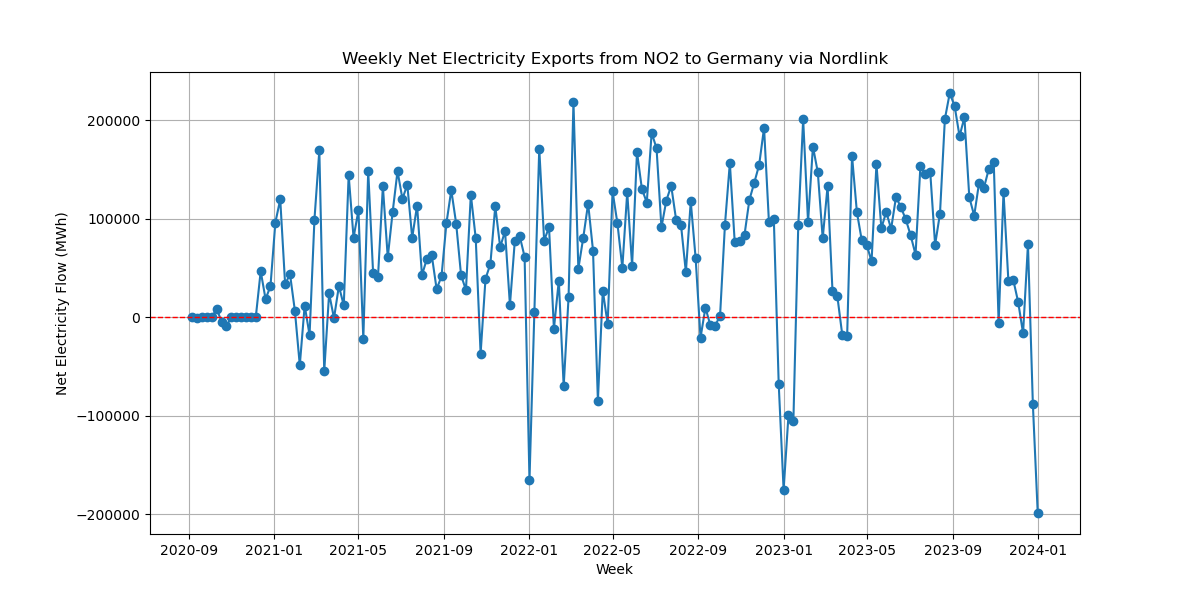 Weekly Net Electricity Exports from NO2 to Germany via Nordlink
Net Electricity Flow (MWh)
200000
100000
0
−100000
−200000
2020-09 2021-01 2021-05 2021-09 2022-01 2022-05 2022-09 2023-01 2023-05 2023-09 2024-01
Week